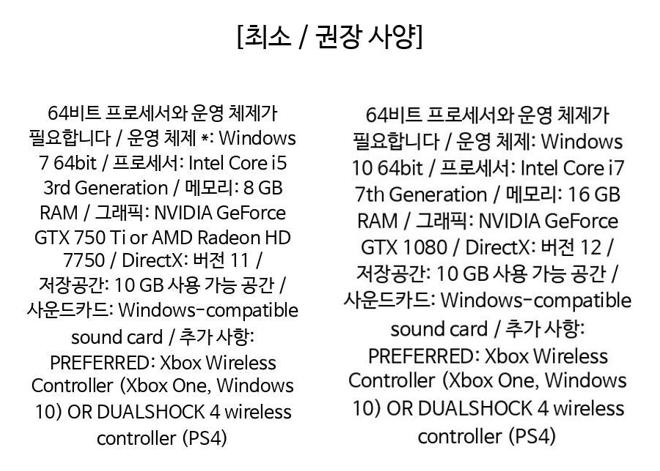 [최소 / 권장 사양]
64비트 프로세서와 운영 체제가
필요합니다 / 운영 체제 *: Windows
7 64bit / 프로세서: Intel Core i5
3rd Generation / 메모리: 8 GB
RAM / 그래픽: NVIDIA GeForce
GTX 750 Ti or AMD Radeon HD
7750 / DirectX: 버전 11 /
저장공간: 10 GB 사용 가능 공간 /
사운드카드: Windows-compatible
sound card / 추가 사항:
PREFERRED: Xbox Wireless
Controller (Xbox One, Windows
10) OR DUALSHOCK 4 wireless
controller (PS4)
64비트 프로세서와 운영 체제가
필요합니다 / 운영 체제: Windows
10 64bit / 프로세서: Intel Core i7
7th Generation / 메모리: 16 GB
RAM / 그래픽: NVIDIA GeForce
GTX 1080 / DirectX: 버전 12 /
저장공간: 10 GB 사용 가능 공간 /
사운드카드: Windows-compatible
sound card / 추가 사항:
PREFERRED: Xbox Wireless
Controller (Xbox One, Windows
10) OR DUALSHOCK 4 wireless
controller (PS4)